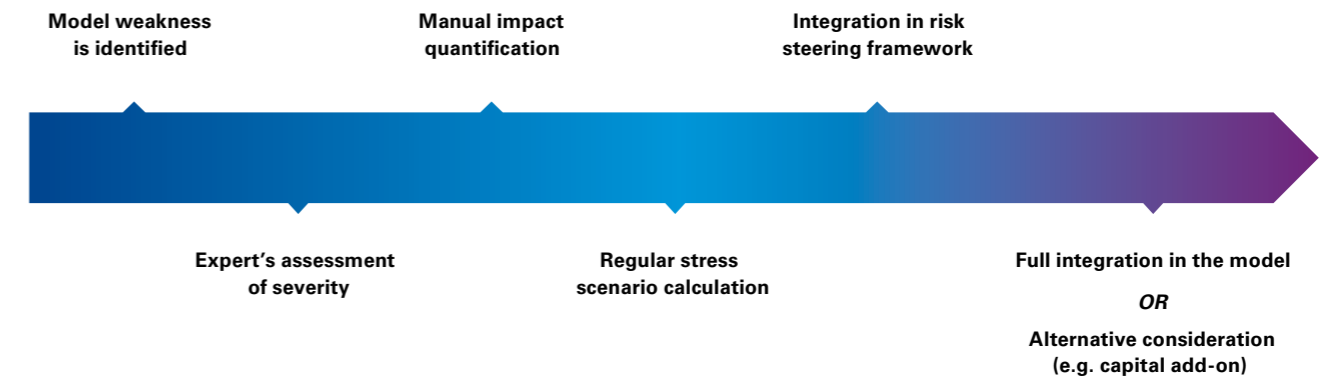 Model weakness
is identified
Manual impact
quantification
Integration in risk
steering framework
Expert’s assessment
of severity
Regular stress
scenario calculation
Full integration in the model
OR
Alternative consideration
(e.g. capital add-on)